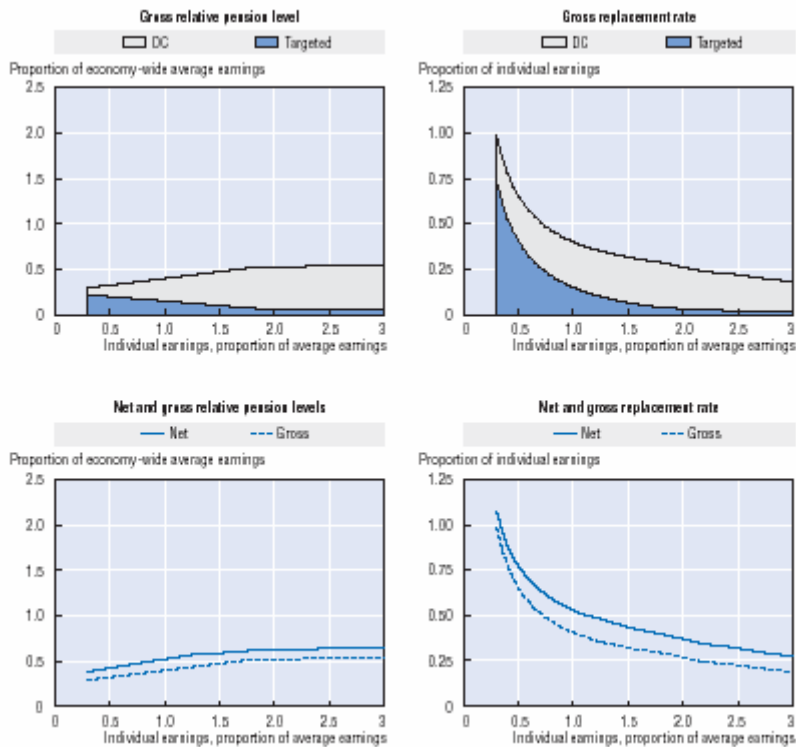 Gross relative pension level
DC Targeted
Proportion of economy-wide average earnings
2.5
2.0
1.5
1.0
0.5
0
0 0.5 1.0 1.5 2.0 2.5 3
Individual earnings, proportion of average earnings
Gross replacement rate
DC Targeted
Proportion of individual earnings
1.25
1.00
0.75
0.50
0.25
0
0 0.5 1.0 1.5 2.0 2.5 3
Individual earnings, proportion of average earnings
Net and gross relative pension levels
Net Gross
Proportion of economy-wide average earnings
2.5
2.0
1.5
1.0
0.5
0
0 0.5 1.0 1.5 2.0 2.5 3
Individual earnings, proportion of average earnings
Net and gross replacement rate
Net Gross
Proportion of individual earnings
1.25
1.00
0.75
0.50
0.25
0
0 0.5 1.0 1.5 2.0 2.5 3
Individual earnings, proportion of average earnings